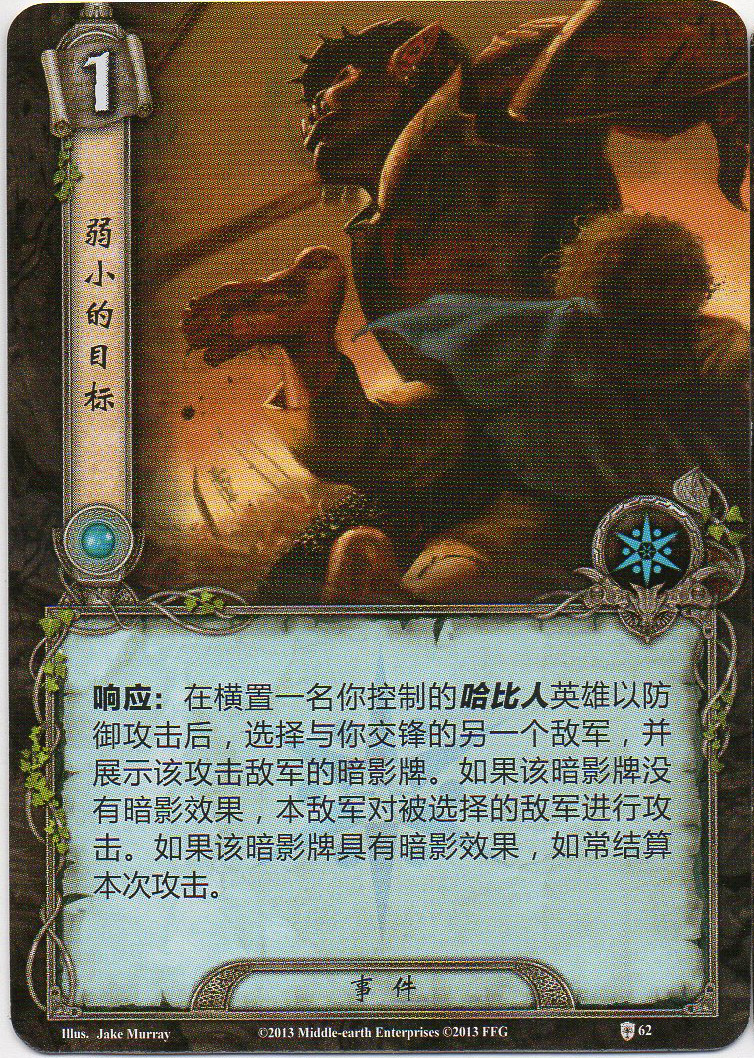 1
弱小的目标
响应：在横置一名你控制的哈比人英雄以防
御攻击后，选择与你交锋的另一个敌军，并
展示该攻击敌军的暗影牌。如果该暗影牌没
有暗影效果，本敌军对被选择的敌军进行攻
击。如果该暗影牌具有暗影效果，如常结算
本次攻击。
事件
Illus. Jake Murray ©2013 Middle-earth Enterprises ©2013 FFG 62